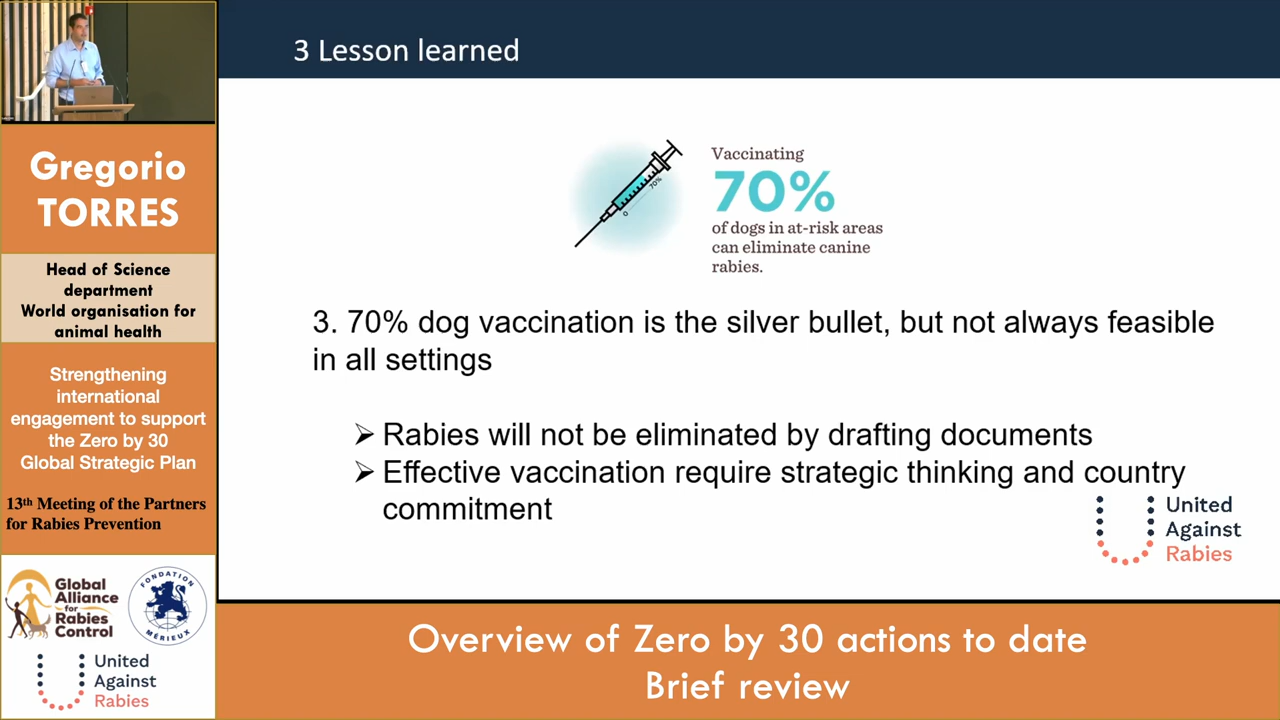 3 Lesson learned
Vaccinating
70%
of dogs in at-risk areas
can eliminate canine
rabies.
0
70%
3. 70% dog vaccination is the silver bullet, but not always feasible
in all settings
Rabies will not be eliminated by drafting documents
Effective vaccination require strategic thinking and country
commitment
United
Against
Rabies
Gregorio
TORRES
Head of Science
department
World organisation for
animal health
Strengthening
international
engagement to support
the Zero by 30
Global Strategic Plan
13th Meeting of the Partners
for Rabies Prevention
Global
Alliance
for
Rabies
Control
FONDATION
MÉRIEUX
United
Against
Rabies
Overview of Zero by 30 actions to date
Brief review